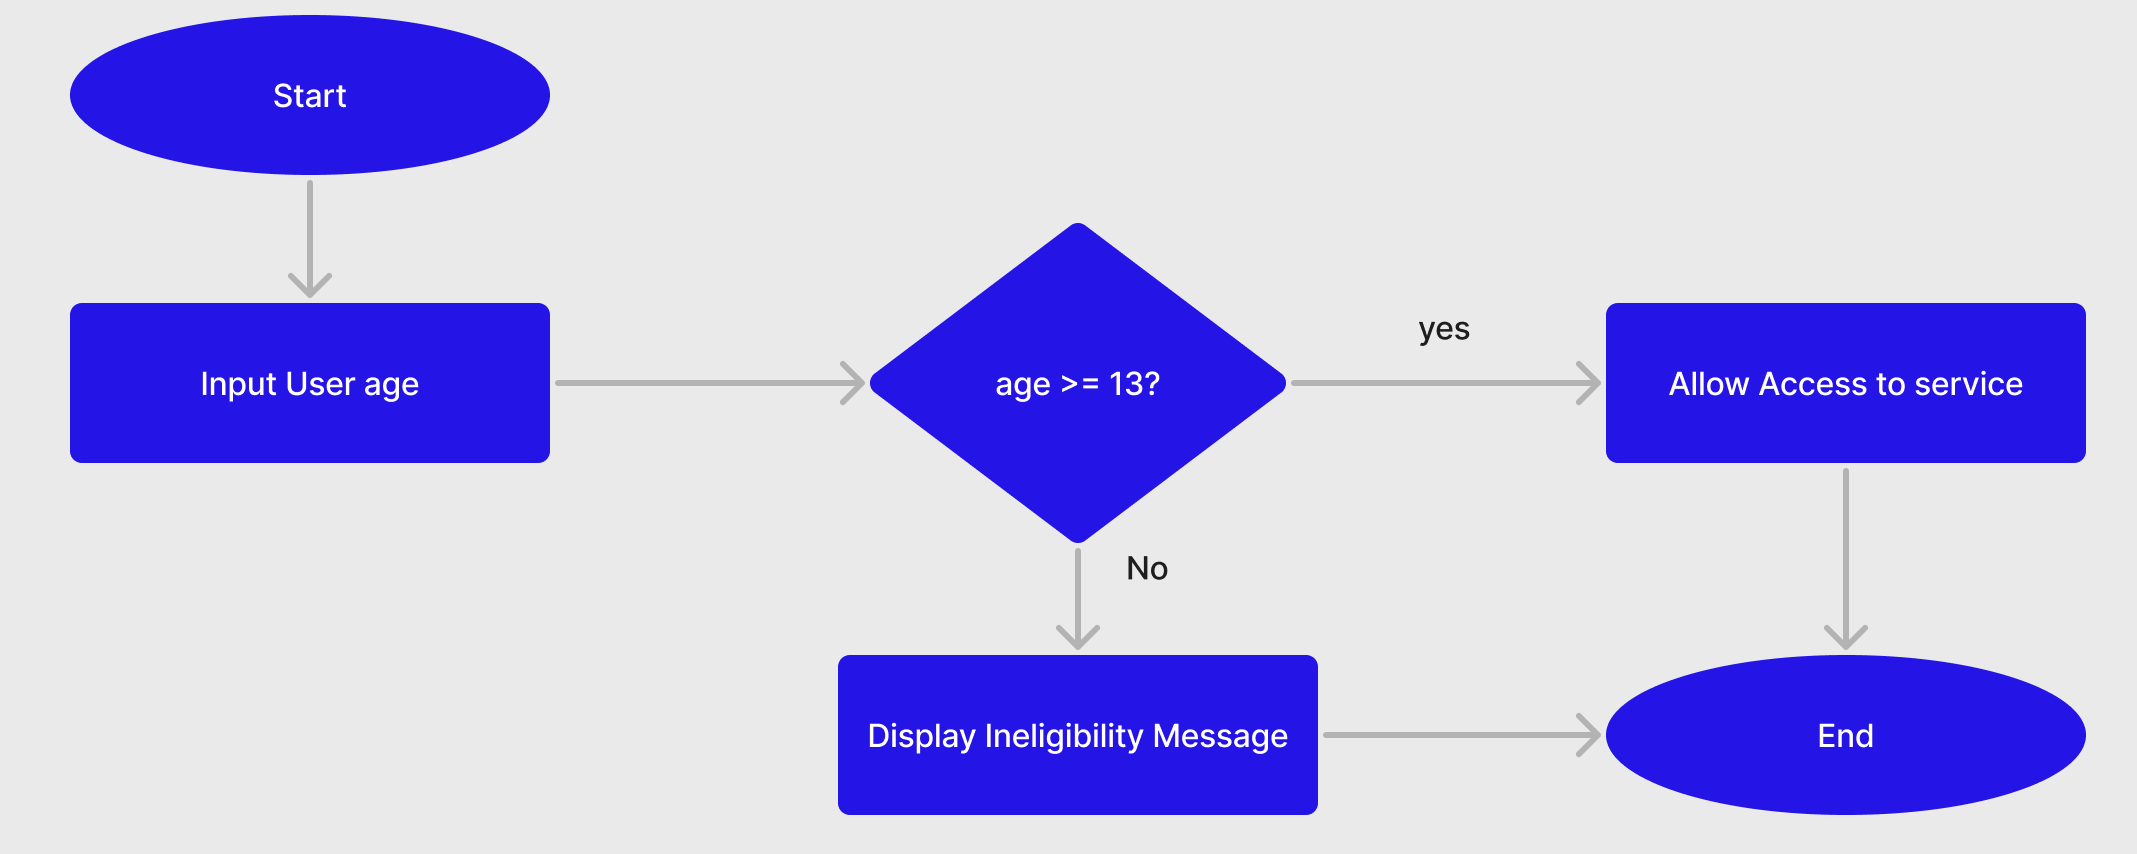 Start
Input User age
age >= 13?
yes
Allow Access to service
No
Display Ineligibility Message
End